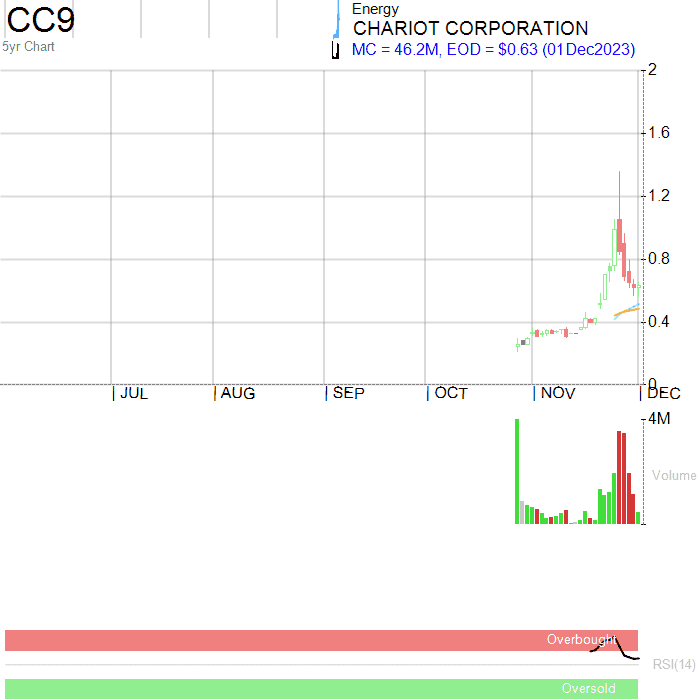 CC9
5yr Chart
Energy
CHARIOT CORPORATION
MC = 46.2M, EOD = $0.63 (01Dec2023)
2
1.6
1.2
0.8
0.4
0
JUL AUG SEP OCT NOV DEC
4M
Volume
Overbought
RSI(14)
Oversold